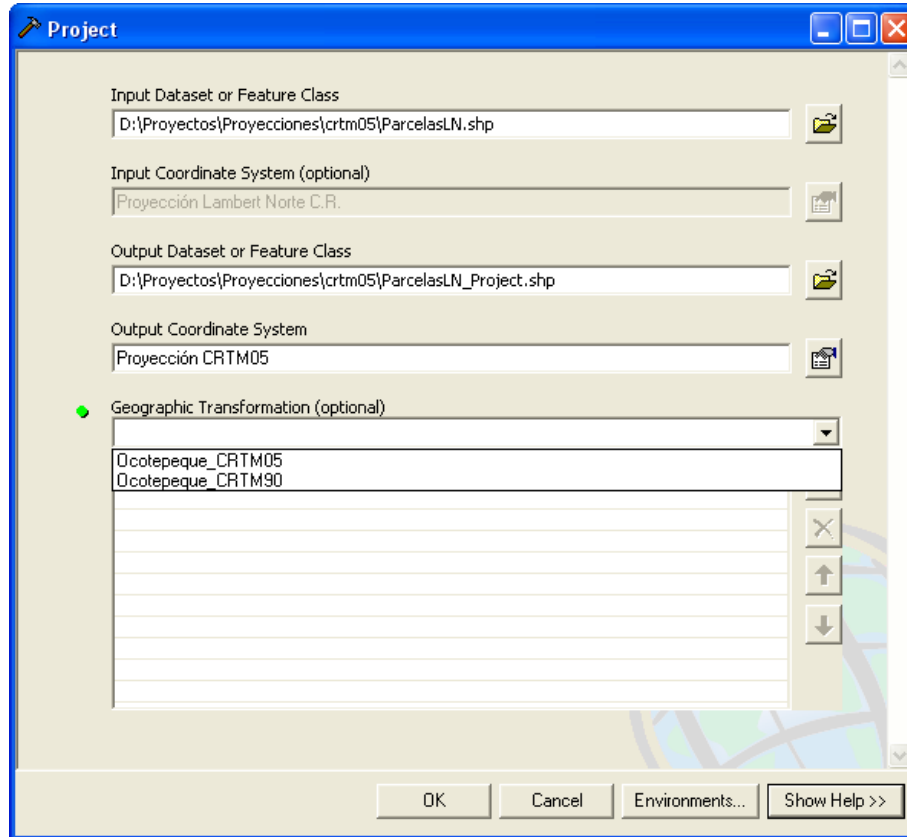 Project
Input Dataset or Feature Class
D:\Proyectos\Proyecciones\crtm05\ParcelasLN.shp
Input Coordinate System (optional)
Proyección Lambert Norte C.R.
Output Dataset or Feature Class
D:\Proyectos\Proyecciones\crtm05\ParcelasLN_Project.shp
Output Coordinate System
Proyección CRTM05
Geographic Transformation (optional)
Ocotepeque_CRTM05
Ocotepeque_CRTM90
OK Cancel Environments... Show Help >>